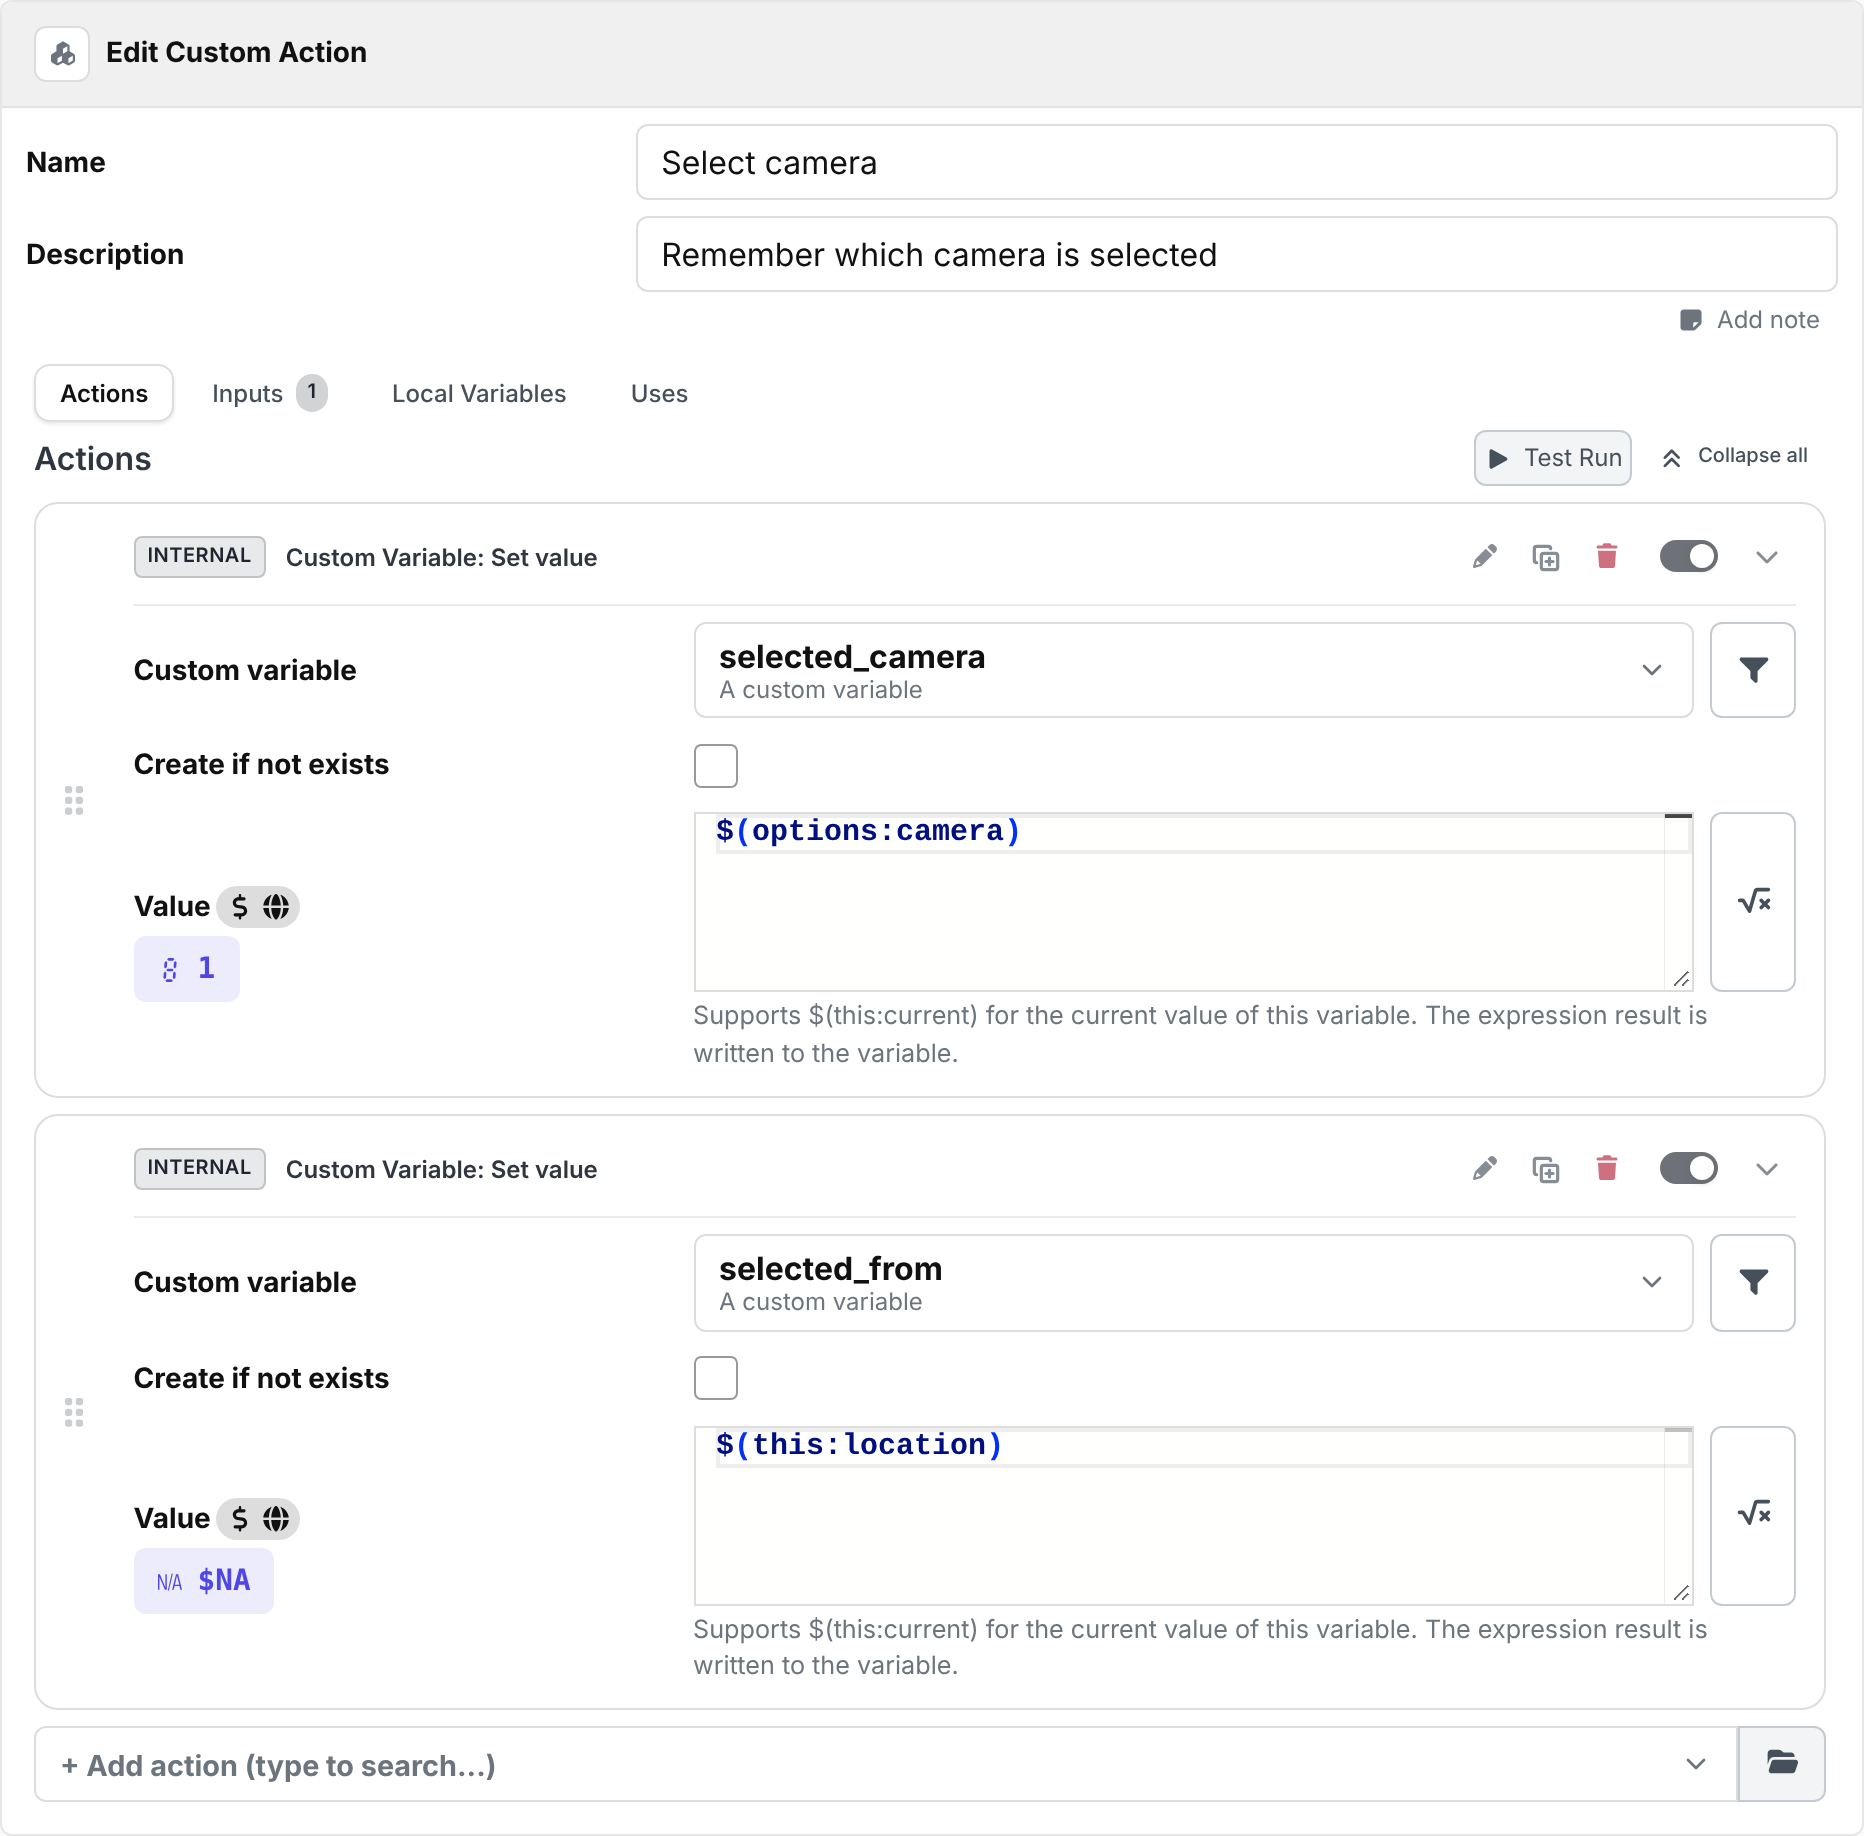 Edit Custom Action
Name
Select camera
Description
Remember which camera is selected
Add note
Actions
Inputs 1
Local Variables
Uses
Actions
Test Run
Collapse all
INTERNAL Custom Variable: Set value
Custom variable
selected_camera
A custom variable
Create if not exists
$(options:camera)
Value $
1
Supports $(this:current) for the current value of this variable. The expression result is
written to the variable.
INTERNAL Custom Variable: Set value
Custom variable
selected_from
A custom variable
Create if not exists
$(this:location)
Value $
N/A $NA
Supports $(this:current) for the current value of this variable. The expression result is
written to the variable.
+ Add action (type to search...)